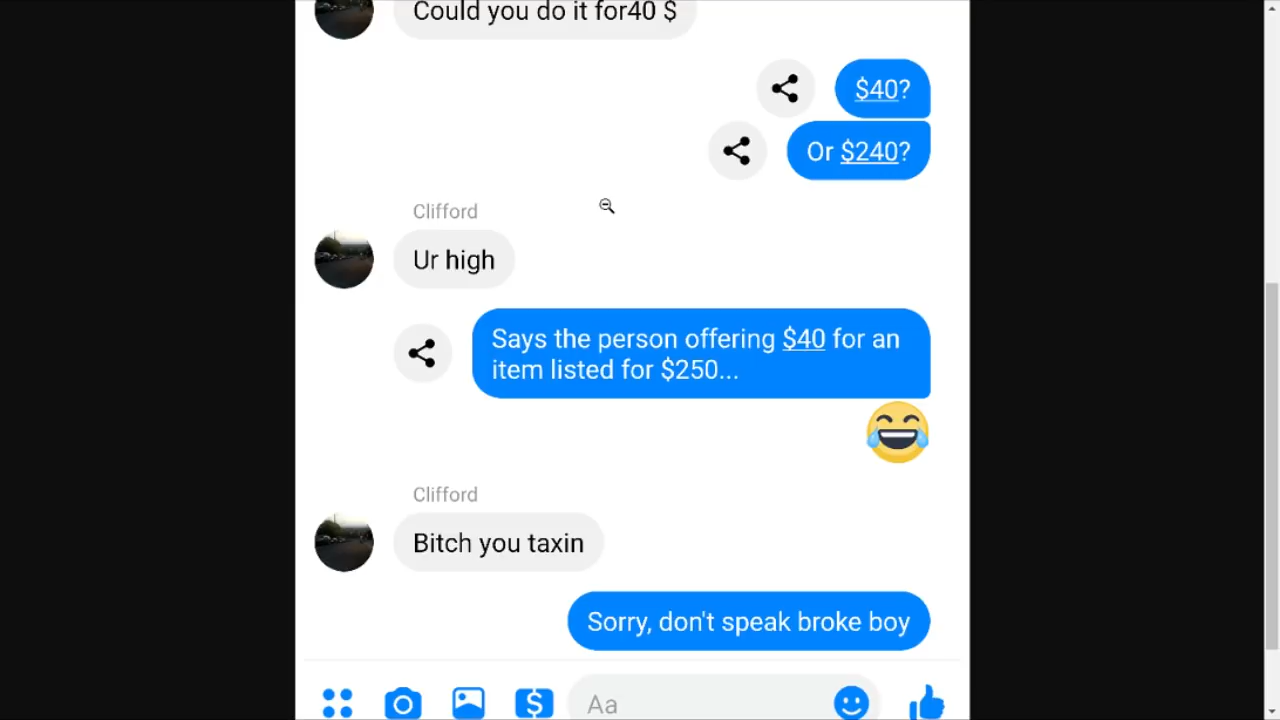 Could you do it for40 $
$40?
Or $240?
Clifford
Ur high
Says the person offering $40 for an
item listed for $250...
Clifford
Bitch you taxin
Sorry, don't speak broke boy
Aa